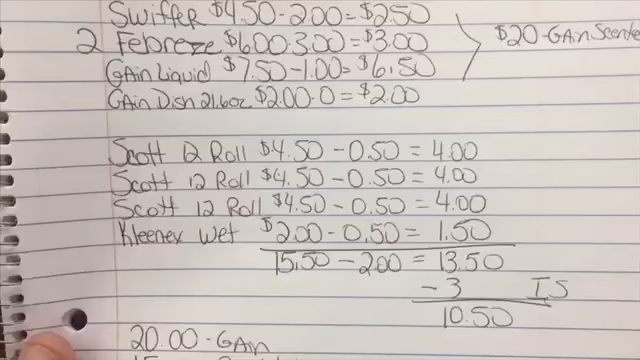 Swiffer $4.50-2.00=$2.50
2 Febreze $6.00.3.00=$3.00
$20-Gain Scented
Gain Liquid $7.50-1.00=$6.50
Gain Dish 21.6oz $2.00-0=$2.00
Scott 12 Roll $4.50-0.50=4.00
Scott 12 Roll $4.50-0.50=4.00
Scott 12 Roll $4.50-0.50=4.00
Kleenex Wet $2.00-0.50=1.50
15.50-2.00=13.50
-3 IS
10.50
20.00-Gain